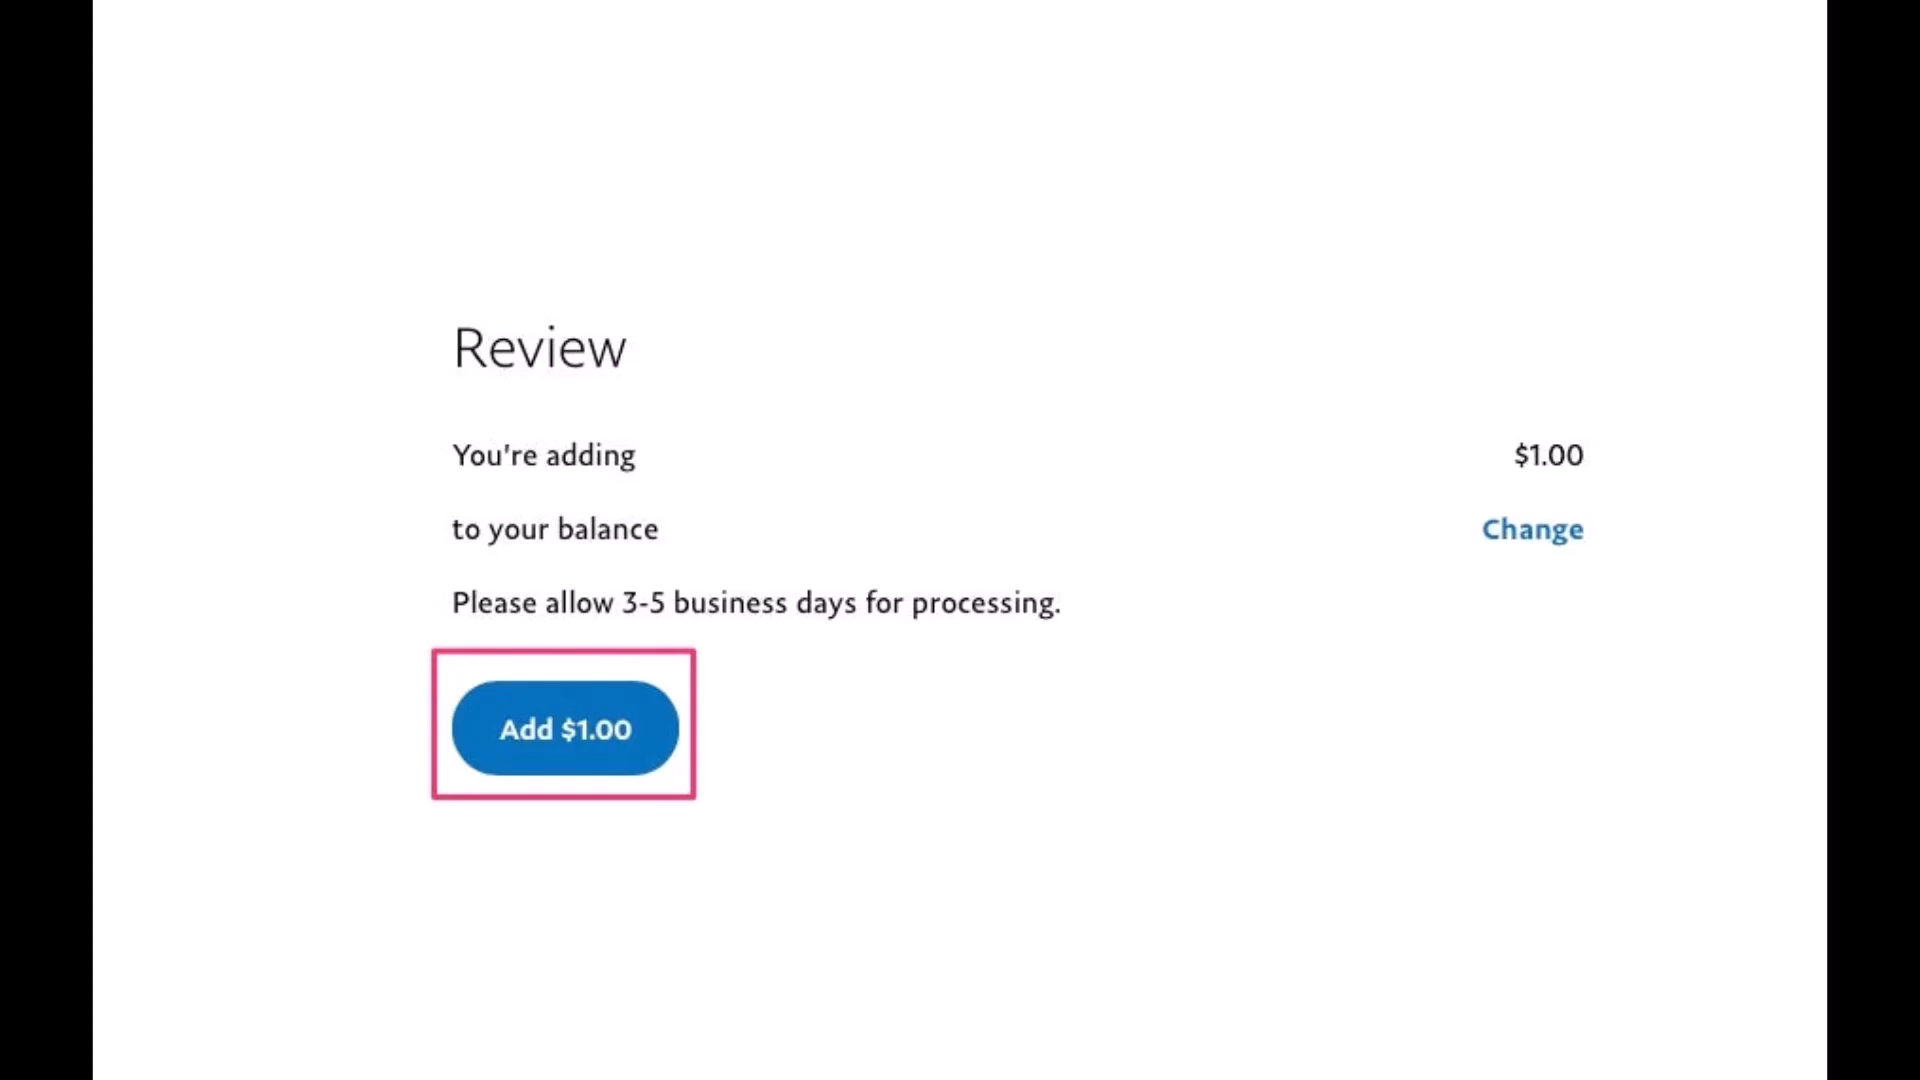 Review
You're adding $1.00
to your balance Change
Please allow 3-5 business days for processing.
Add $1.00